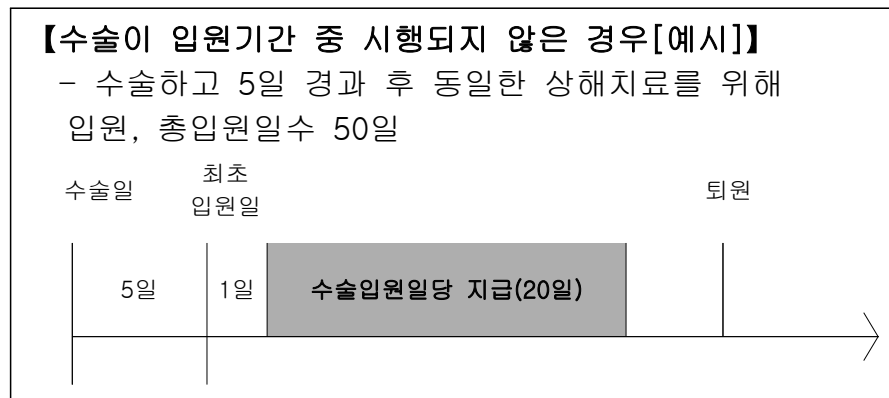 【수술이 입원기간 중 시행되지 않은 경우[예시]】
- 수술하고 5일 경과 후 동일한 상해치료를 위해
입원, 총입원일수 50일
수술일
최초
입원일
퇴원
5일
1일
수술입원일당 지급(20일)